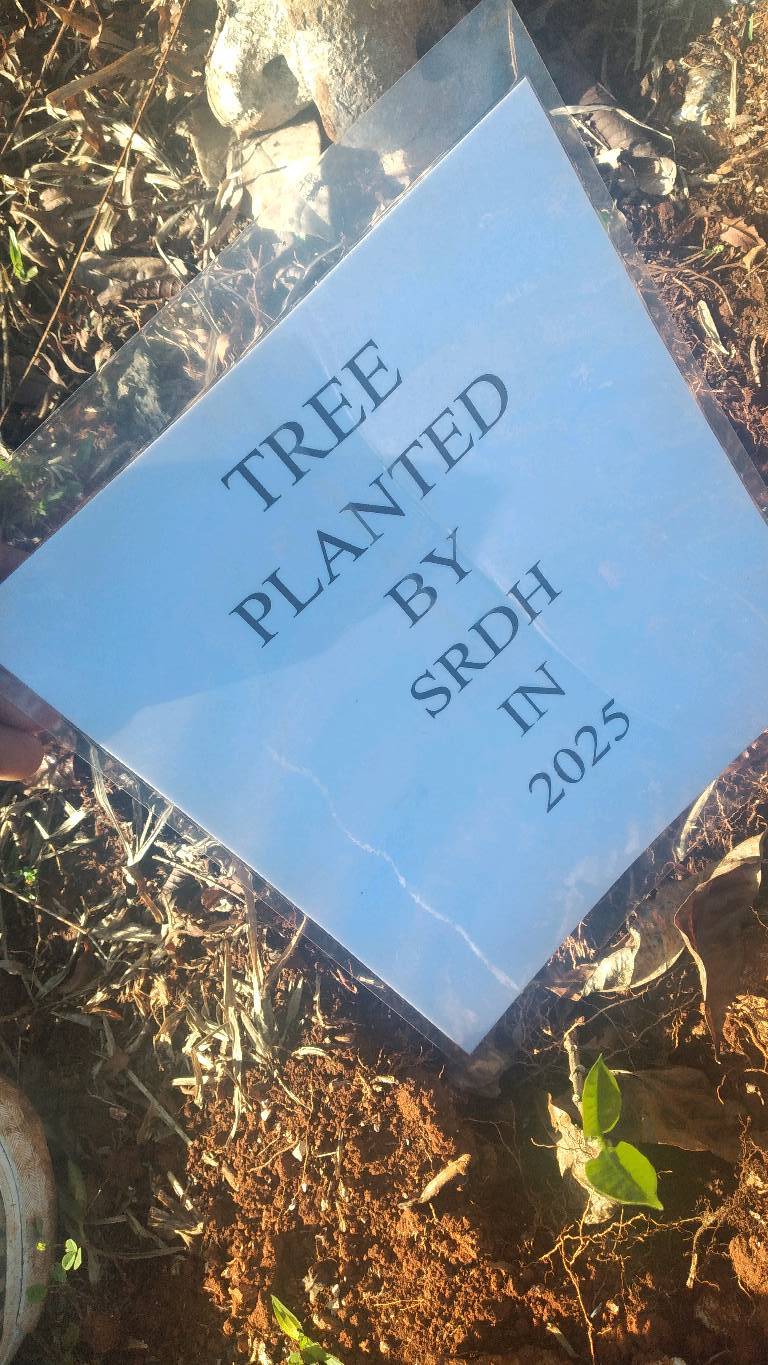 TREE
PLANTED
BY
SRDH
IN
2025